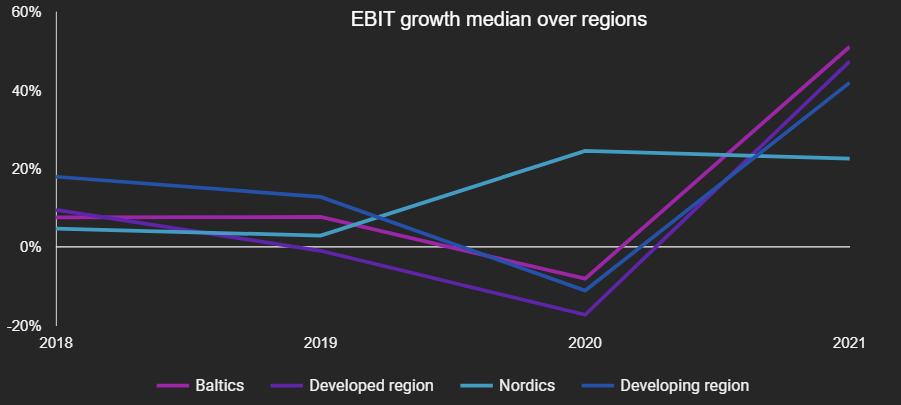 EBIT growth median over regions
60%
40%
20%
0%
-20%
2018 2019 2020 2021
Baltics Developed region Nordics Developing region